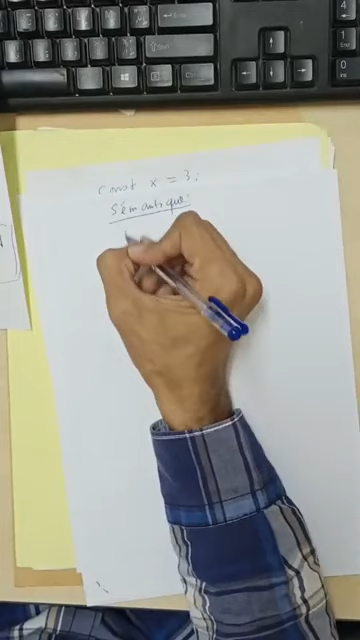 const x = 3;
Sémantique